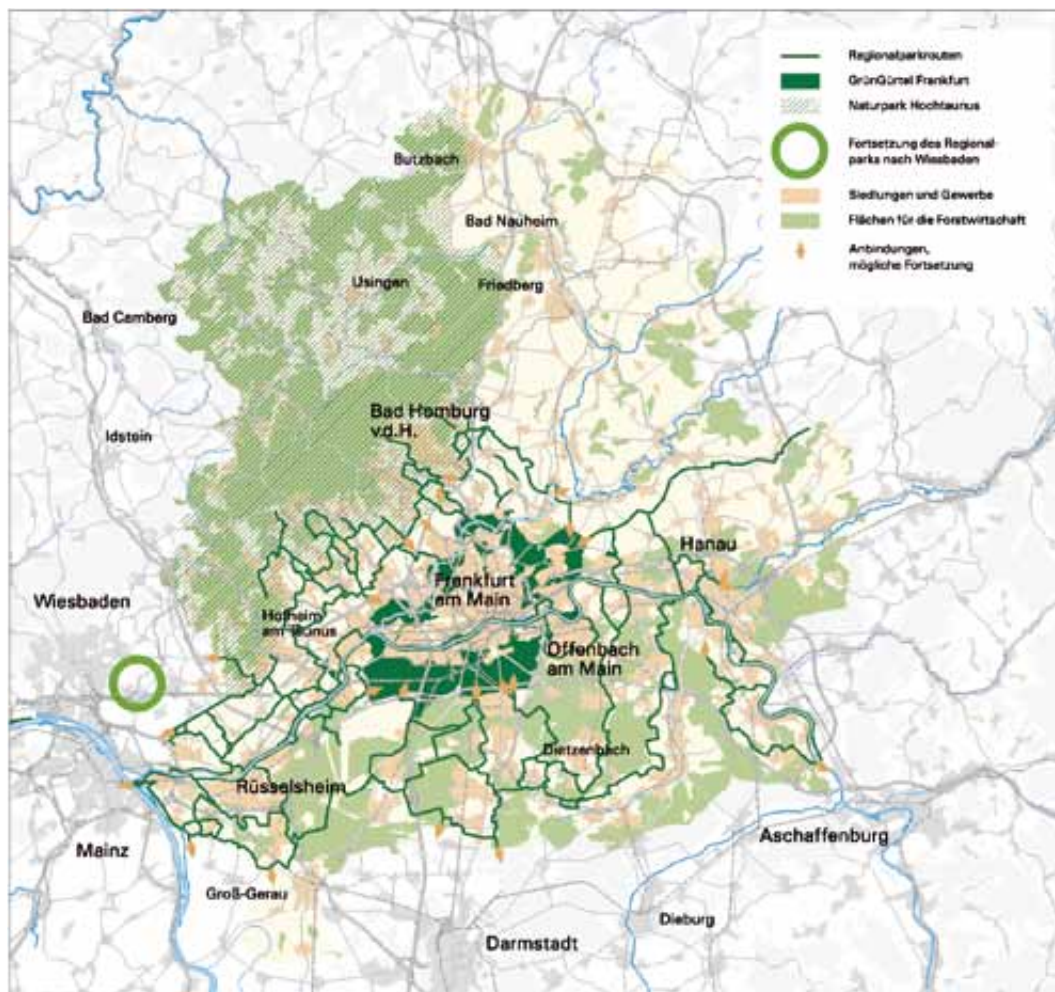 Regionalparkrouten
GrünGürtel Frankfurt
Naturpark Hochtaunus
Fortsetzung des Regional-
parks nach Wiesbaden
Siedlungen und Gewerbe
Flächen für die Forstwirtschaft
Anbindungen,
mögliche Fortsetzung
Butzbach
Bad Nauheim
Usingen
Friedberg
Bad Camberg
Bad Homburg
v.d.H.
Idstein
Hanau
Frankfurt
am Main
Wiesbaden
Hofheim
am Taunus
Offenbach
am Main
Dietzenbach
Rüsselsheim
Mainz
Aschaffenburg
Groß-Gerau
Dieburg
Darmstadt